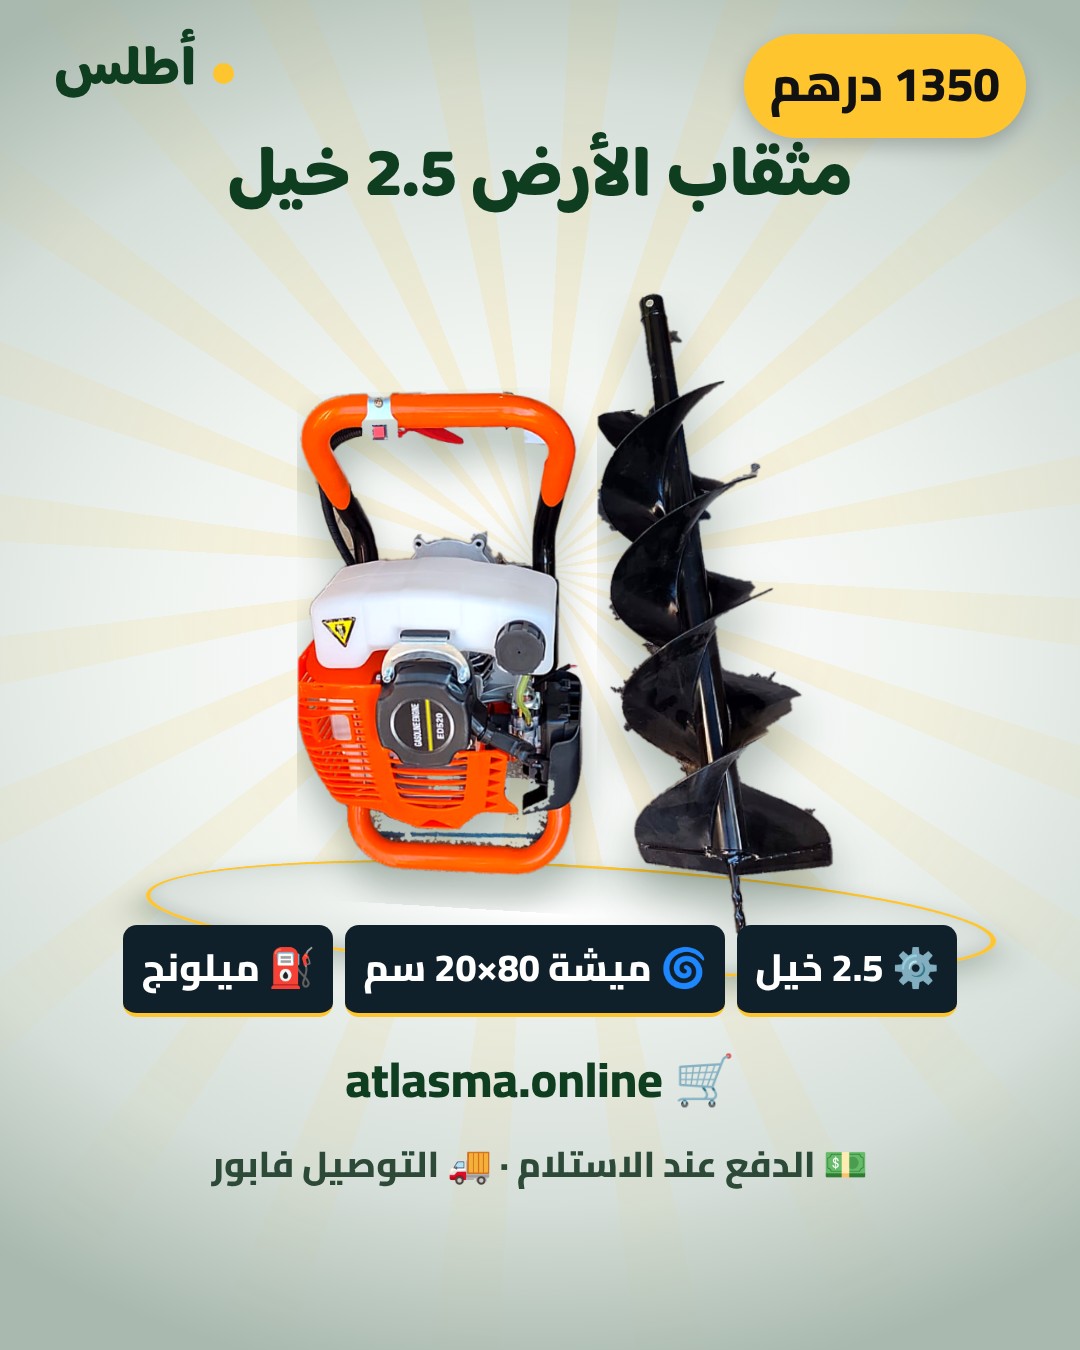 أطلس
1350 درهم
مثقاب الأرض 2.5 خيل
GASOLINE ENGINE
ED520
⚙️ 2.5 خيل
🌀 ميشة 80×20 سم
⛽ ميلونج
🛒 atlasma.online
💵 الدفع عند الاستلام · 🚚 التوصيل فابور